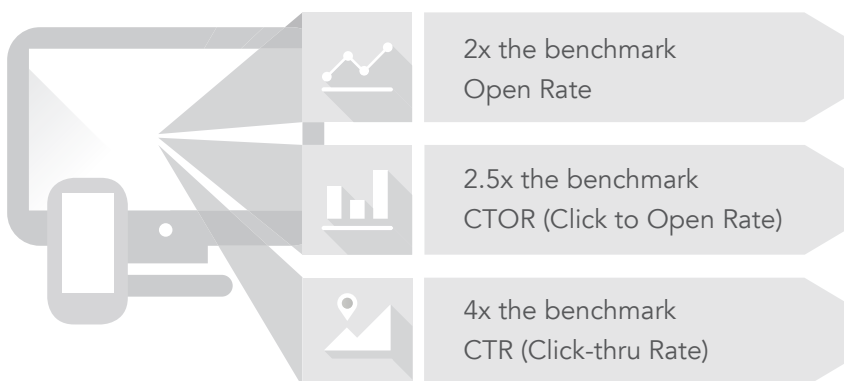 2x the benchmark
Open Rate
2.5x the benchmark
CTOR (Click to Open Rate)
4x the benchmark
CTR (Click-thru Rate)